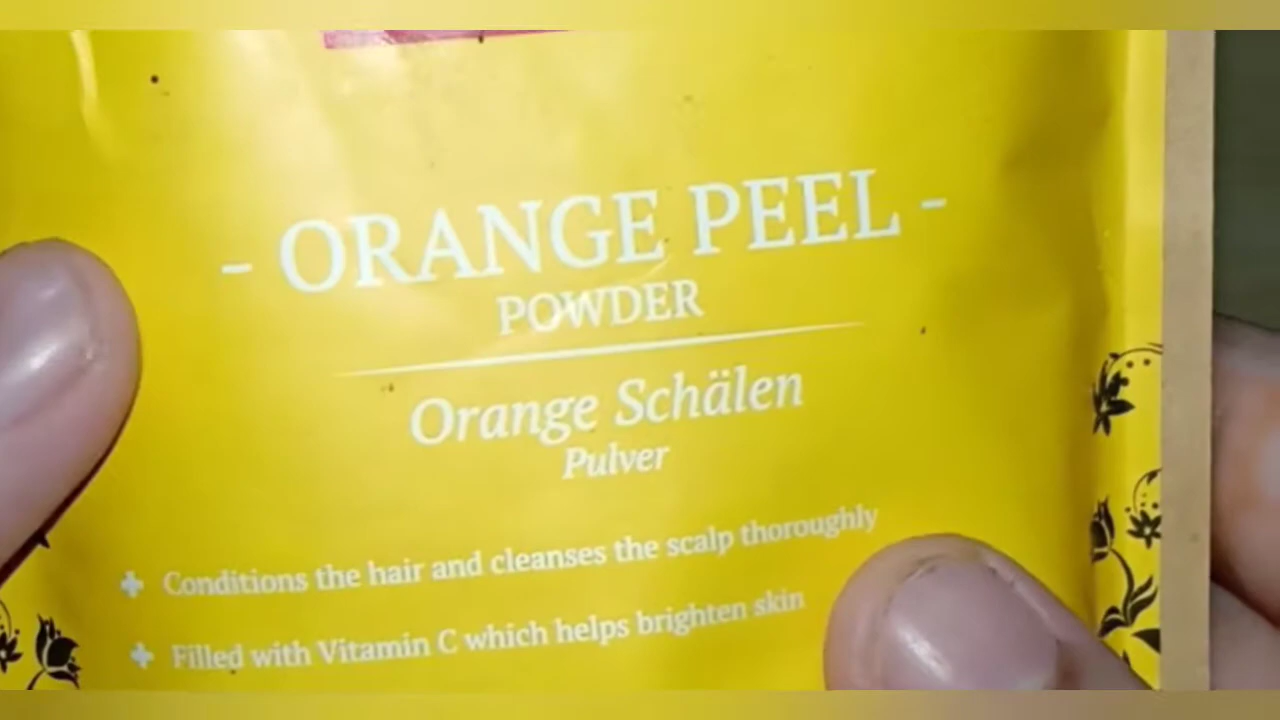 - ORANGE PEEL -
POWDER
Orange Schälen
Pulver
✚ Conditions the hair and cleanses the scalp thoroughly
✚ Filled with Vitamin C which helps brighten skin